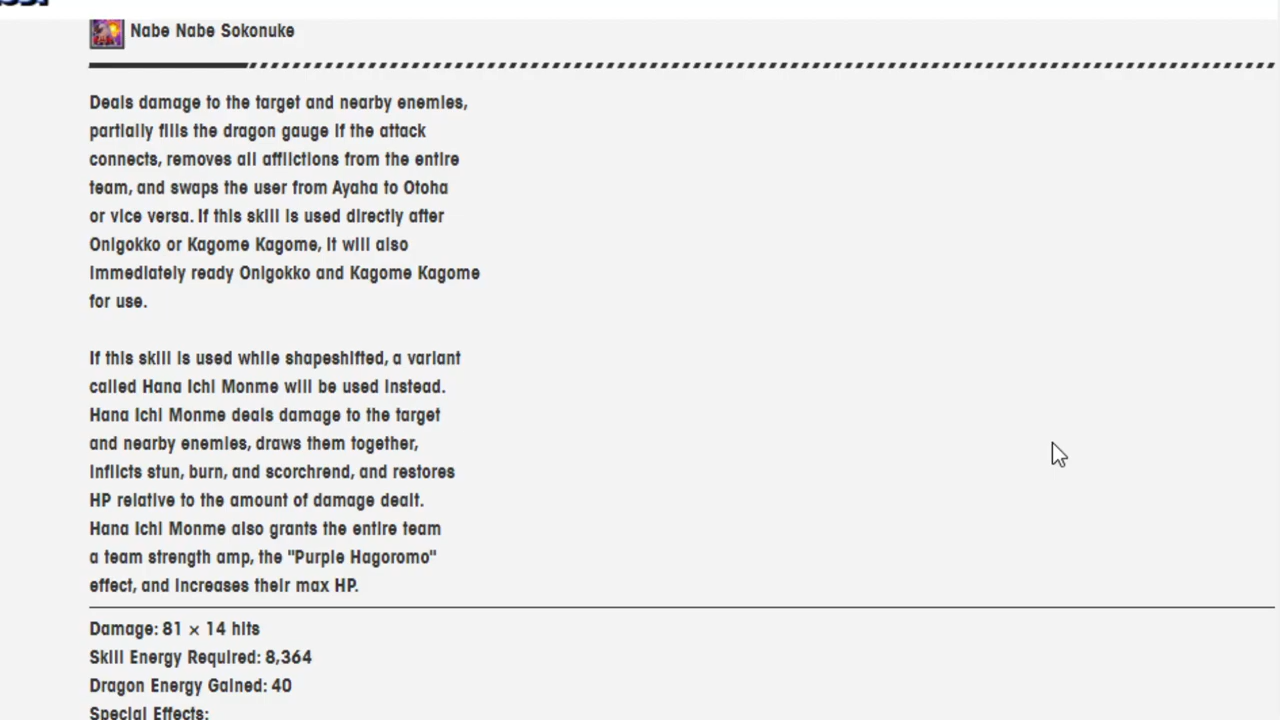 Nabe Nabe Sokonuke
Deals damage to the target and nearby enemies,
partially fills the dragon gauge if the attack
connects, removes all afflictions from the entire
team, and swaps the user from Ayaha to Otoha
or vice versa. If this skill is used directly after
Onigokko or Kagome Kagome, it will also
immediately ready Onigokko and Kagome Kagome
for use.
If this skill is used while shapeshifted, a variant
called Hana Ichi Monme will be used instead.
Hana Ichi Monme deals damage to the target
and nearby enemies, draws them together,
inflicts stun, burn, and scorchrend, and restores
HP relative to the amount of damage dealt.
Hana Ichi Monme also grants the entire team
a team strength amp, the "Purple Hagoromo"
effect, and increases their max HP.
Damage: 81 × 14 hits
Skill Energy Required: 8,364
Dragon Energy Gained: 40
Special Effects: